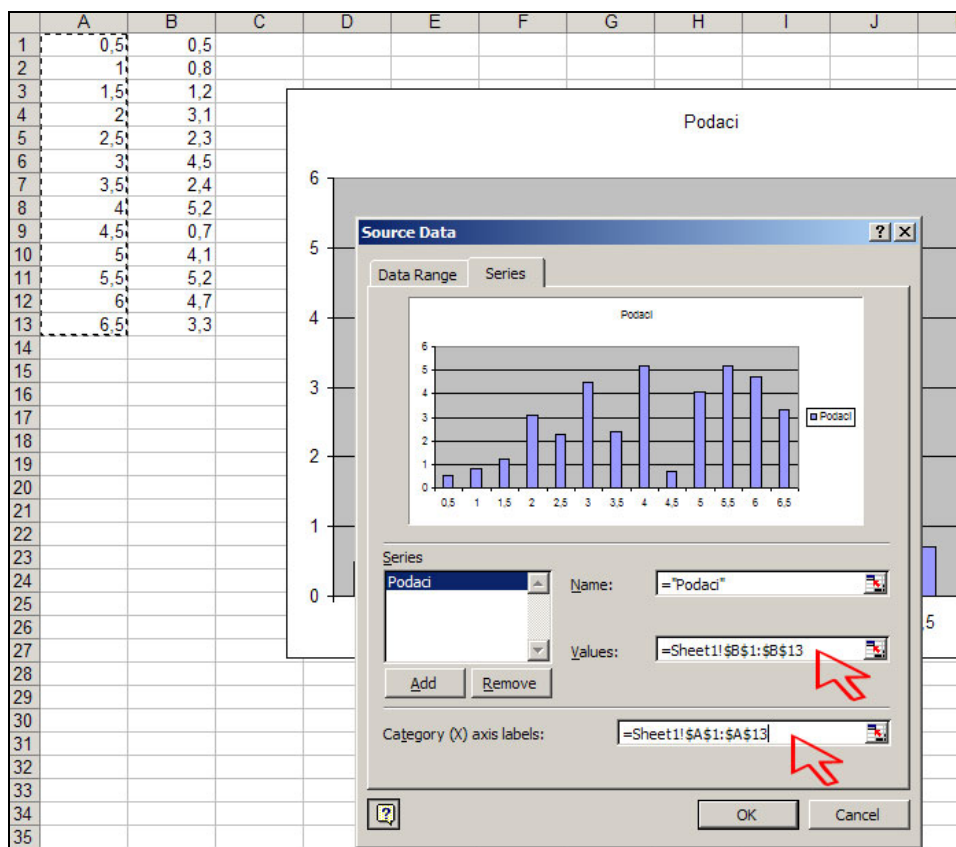 A B C D E F G H I J
1 0,5 0,5
2 1 0,8
3 1,5 1,2
4 2 3,1
5 2,5 2,3
6 3 4,5
7 3,5 2,4
8 4 5,2
9 4,5 0,7
10 5 4,1
11 5,5 5,2
12 6 4,7
13 6,5 3,3
14
15
16
17
18
19
20
21
22
23
24
25
26
27
28
29
30
31
32
33
34
35
Podaci
6
5
4
3
2
1
0
,5
Source Data
Data Range Series
Podaci
6
5
4
3
2
1
0
0,5 1 1,5 2 2,5 3 3,5 4 4,5 5 5,5 6 6,5
Podaci
Series
Podaci
Name: ="Podaci"
Values: =Sheet1!$B$1:$B$13
Add Remove
Category (X) axis labels: =Sheet1!$A$1:$A$13
? OK Cancel